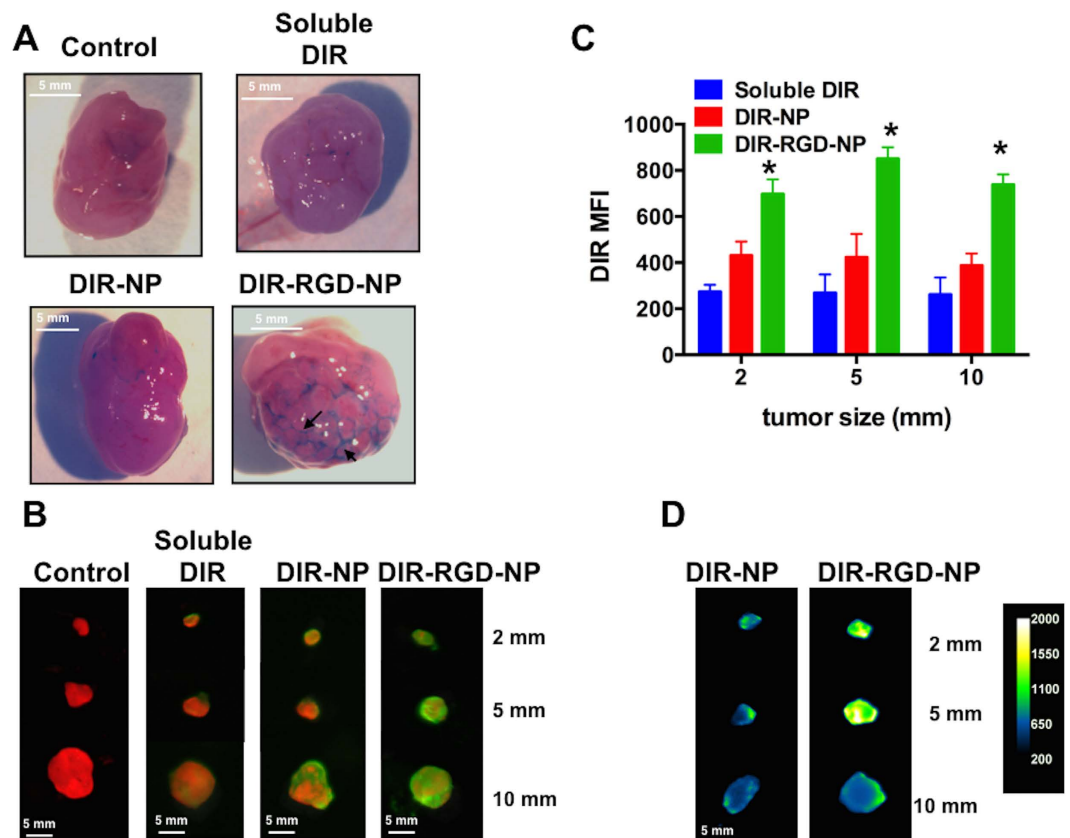 A
Control
Soluble
DIR
5 mm
5 mm
DIR-NP
DIR-RGD-NP
5 mm
5 mm
B
Control
Soluble
DIR
DIR-NP
DIR-RGD-NP
2 mm
5 mm
10 mm
5 mm
5 mm
5 mm
5 mm
C
Soluble DIR
DIR-NP
DIR-RGD-NP
DIR MFI
1000
800
600
400
200
0
*
*
*
2
5
10
tumor size (mm)
D
DIR-NP
DIR-RGD-NP
2 mm
5 mm
10 mm
5 mm
2000
1550
1100
650
200